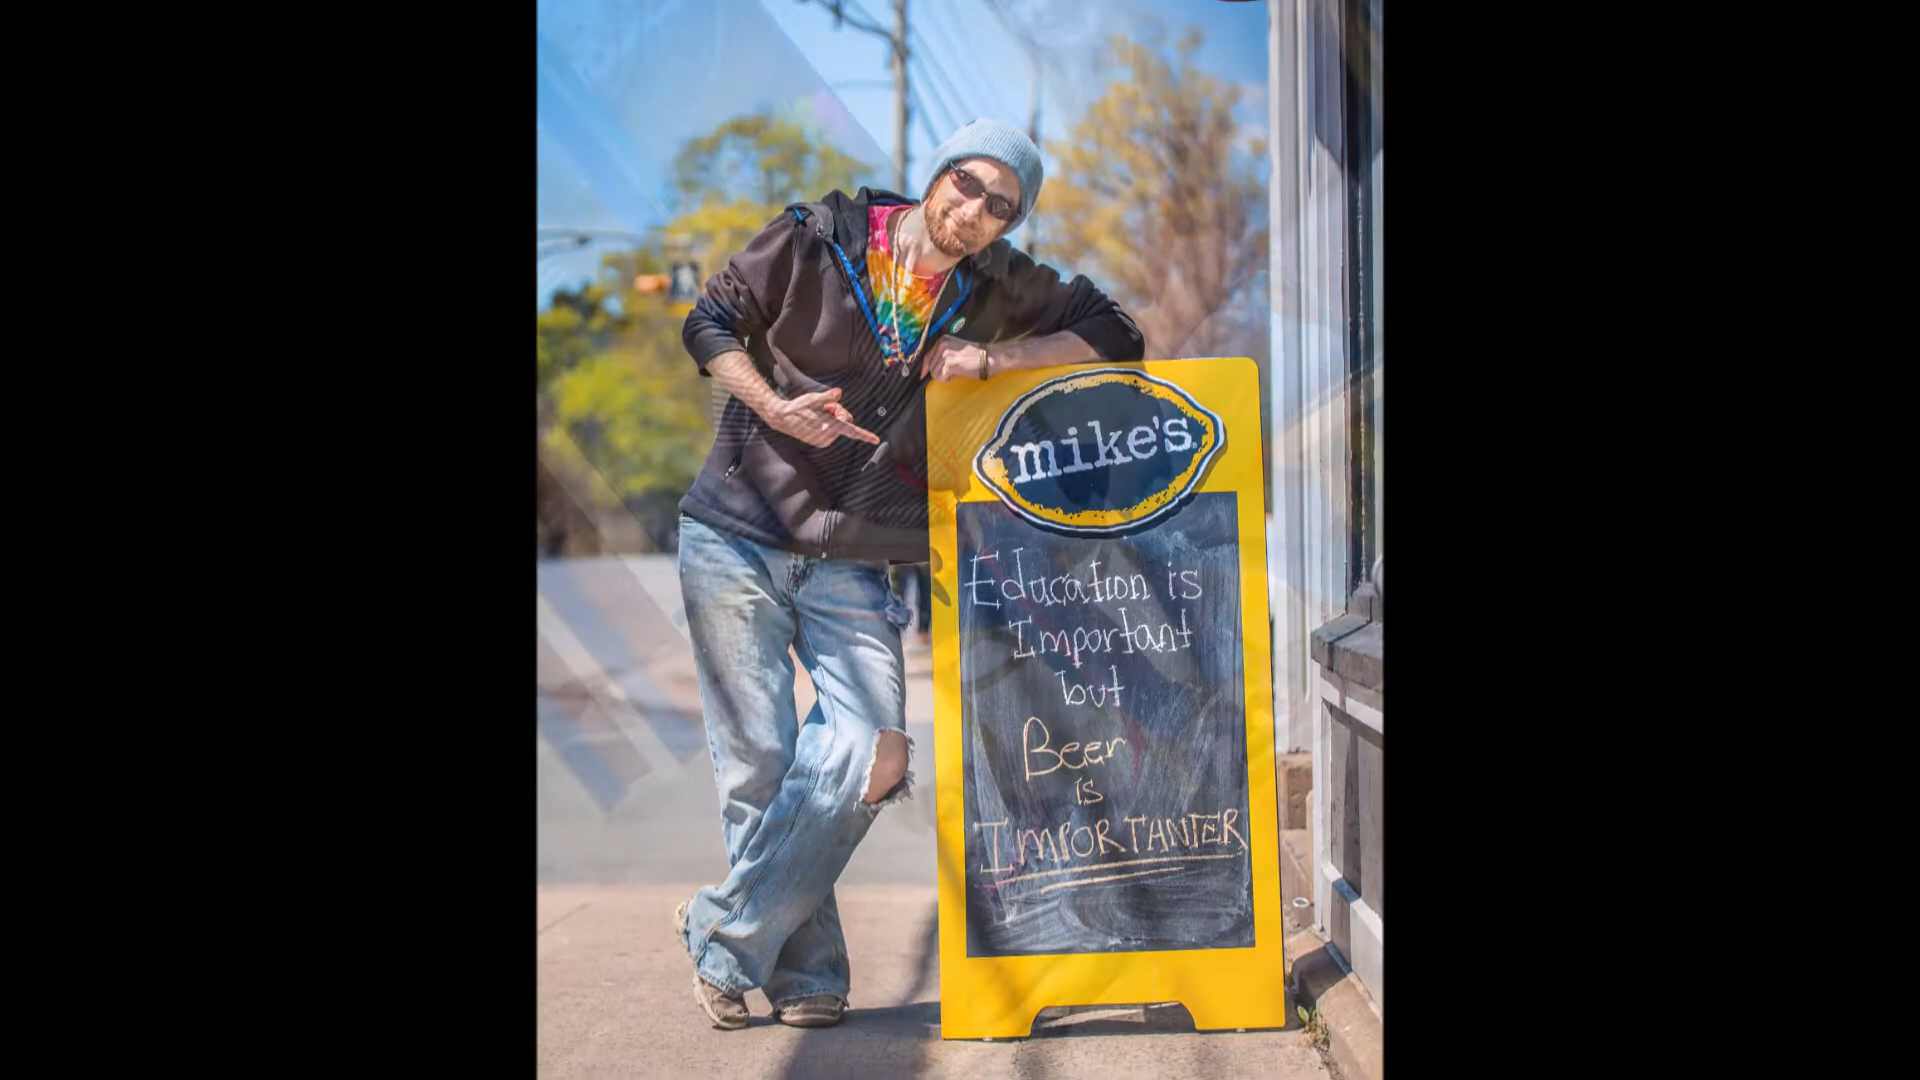 mike's
Education is
Important
but
Beer
is
IMPORTANTER